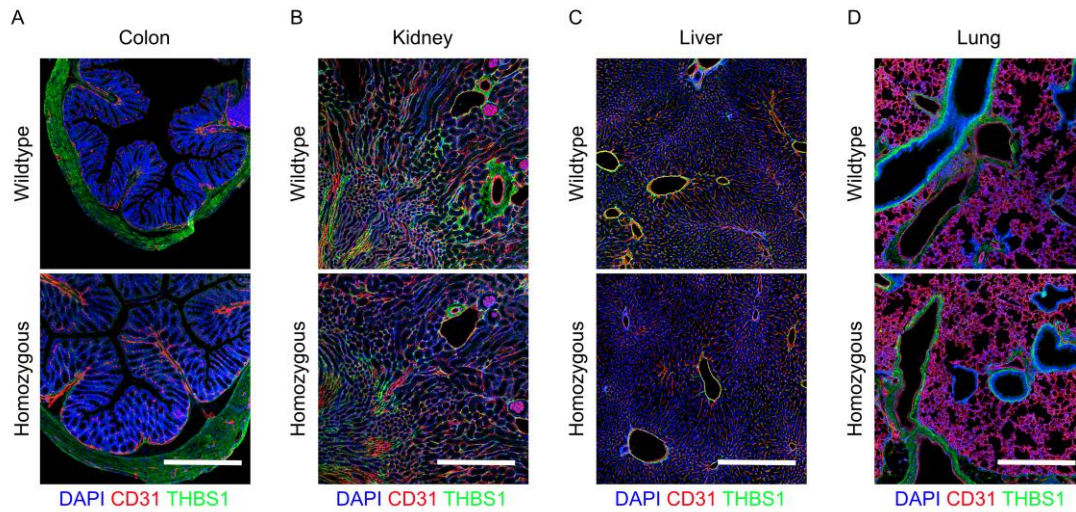 A
Colon
B
Kidney
C
Liver
D
Lung
Wildtype
Wildtype
Wildtype
Wildtype
Homozygous
Homozygous
Homozygous
Homozygous
DAPI CD31 THBS1
DAPI CD31 THBS1
DAPI CD31 THBS1
DAPI CD31 THBS1